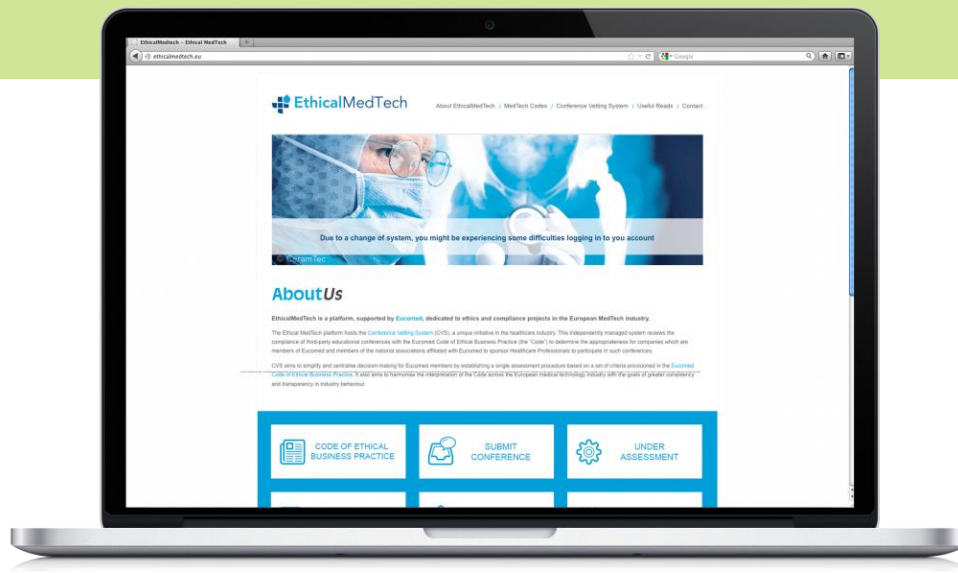 EthicalMedtech - Ethical MedTech
ethicalmedtech.eu
Google
EthicalMedTech
About EthicalMedTech / MedTech Codes / Conference Vetting System / Useful Reads / Contact
Due to a change of system, you might be experiencing some difficulties logging in to you account
© CeramTec
AboutUs
EthicalMedTech is a platform, supported by Eucomed, dedicated to ethics and compliance projects in the European MedTech industry.
The Ethical MedTech platform hosts the Conference Vetting System (CVS), a unique initiative in the healthcare industry. This independently managed system reviews the
compliance of third-party educational conferences with the Eucomed Code of Ethical Business Practice (the "Code") to determine the appropriateness for companies which are
members of Eucomed and members of the national associations affiliated with Eucomed to sponsor Healthcare Professionals to participate in such conferences.
CVS aims to simplify and centralise decision-making for Eucomed members by establishing a single assessment procedure based on a set of criteria provisioned in the Eucomed
Code of Ethical Business Practice. It also aims to harmonise the interpretation of the Code across the European medical technology industry with the goals of greater consistency
and transparency in industry behaviour.
CODE OF ETHICAL
BUSINESS PRACTICE
SUBMIT
CONFERENCE
UNDER
ASSESSMENT